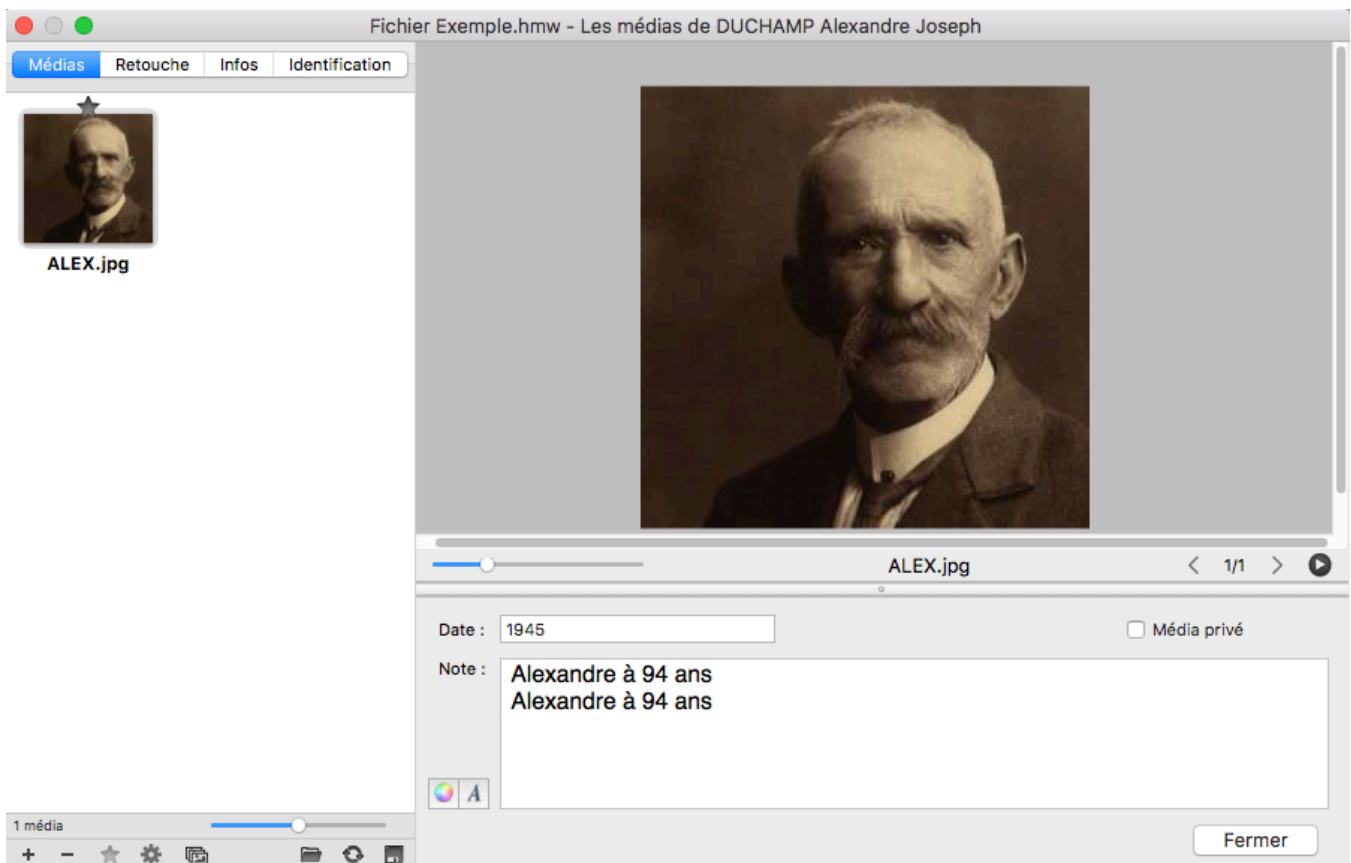 Fichier Exemple.hmw - Les médias de DUCHAMP Alexandre Joseph
Médias Retouche Infos Identification
ALEX.jpg
ALEX.jpg 1/1
Date : 1945 Média privé
Note : Alexandre à 94 ans
Alexandre à 94 ans
A
1 média
Fermer